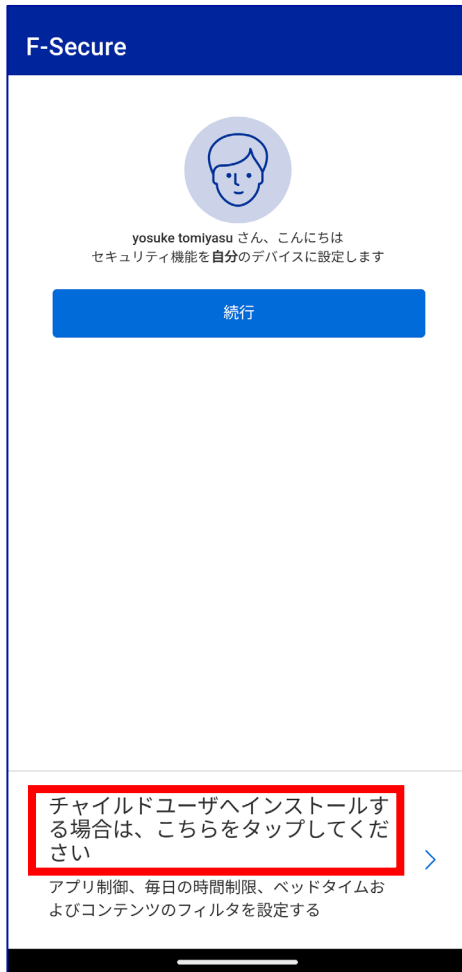 F-Secure
yosuke tomiyasu さん、こんにちは
セキュリティ機能を自分のデバイスに設定します
続行
チャイルドユーザへインストールす
る場合は、こちらをタップしてくだ
さい
アプリ制御、毎日の時間制限、ベッドタイムお
よびコンテンツのフィルタを設定する